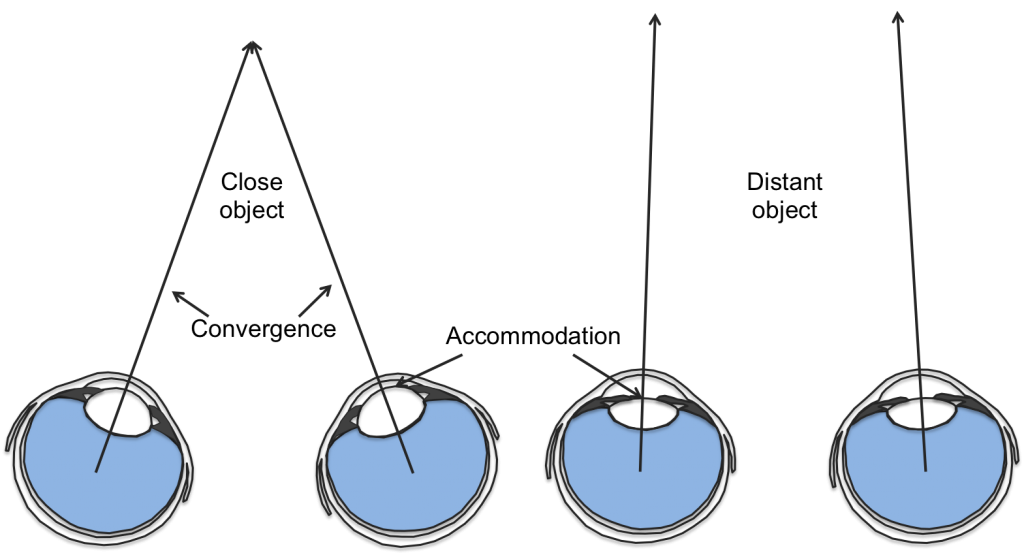 Close
object
Distant
object
Convergence
Accommodation